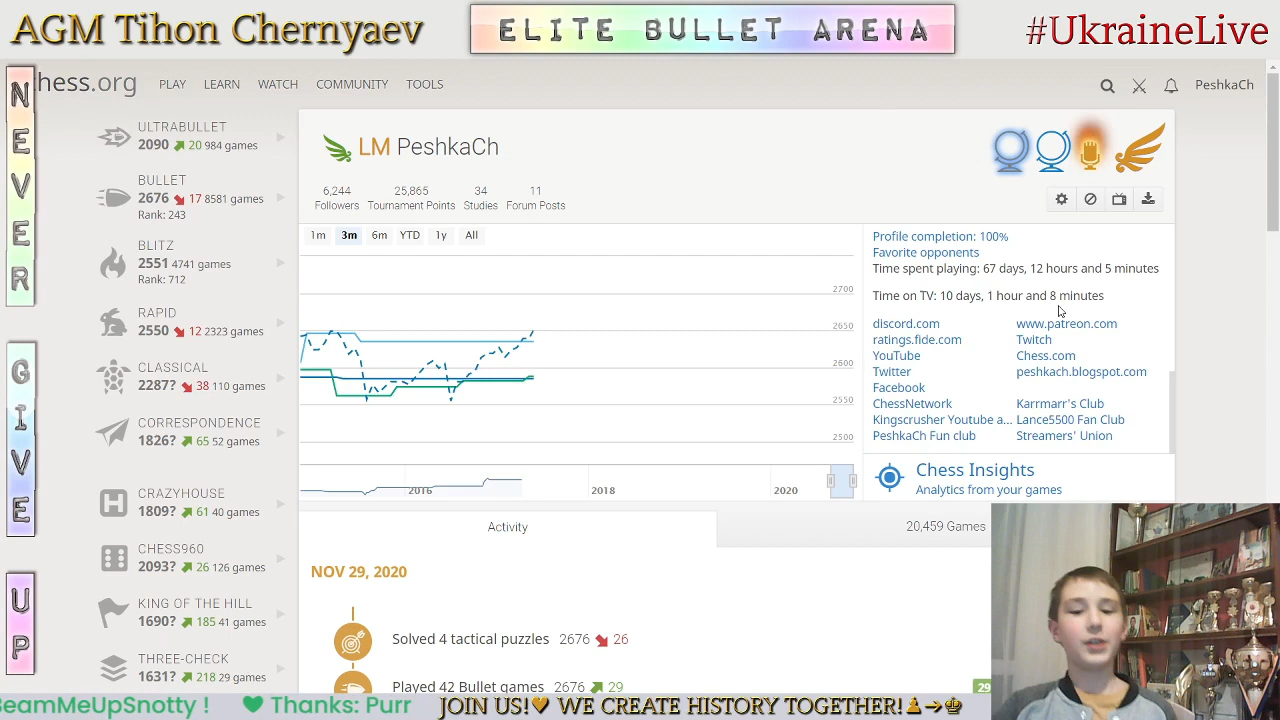 AGM Tihon Chernyaev
ELITE BULLET ARENA
#UkraineLive
NEVER
GIVE
UP
hess.org
PLAY LEARN WATCH COMMUNITY TOOLS
PeshkaCh
ULTRABULLET
2090 20 984 games
BULLET
2676 17 8581 games
Rank: 243
BLITZ
2551 4741 games
Rank: 712
RAPID
2550 12 2323 games
CLASSICAL
2287? 38 110 games
CORRESPONDENCE
1826? 65 52 games
CRAZYHOUSE
1809? 61 40 games
CHESS960
2093? 26 126 games
KING OF THE HILL
1690? 185 41 games
THREE-CHECK
1631? 218 29 games
LM PeshkaCh
6,244 25,865 34 11
Followers Tournament Points Studies Forum Posts
1m 3m 6m YTD 1y All
2700
2650
2600
2550
2500
2016 2018 2020
Profile completion: 100%
Favorite opponents
Time spent playing: 67 days, 12 hours and 5 minutes
Time on TV: 10 days, 1 hour and 8 minutes
discord.com www.patreon.com
ratings.fide.com Twitch
YouTube Chess.com
Twitter peshkach.blogspot.com
Facebook
ChessNetwork Karrmarr's Club
Kingscrusher Youtube a... Lance5500 Fan Club
PeshkaCh Fun club Streamers' Union
Chess Insights
Analytics from your games
Activity 20,459 Games
NOV 29, 2020
Solved 4 tactical puzzles 2676 26
Played 42 Bullet games 2676 29
29
BeamMeUpSnotty ! Thanks: Purr
JOIN US! WE CREATE HISTORY TOGETHER!